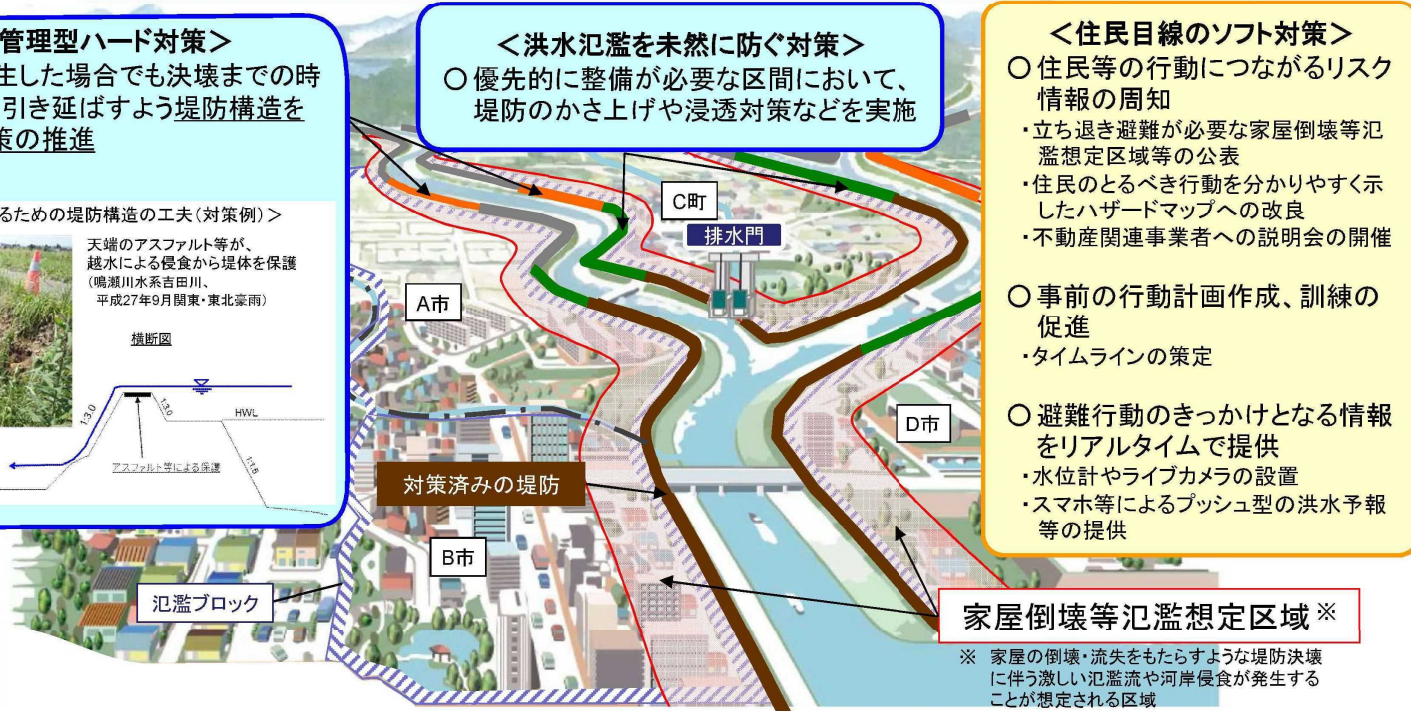 管理型ハード対策＞
生した場合でも決壊までの時
引き延ばすよう堤防構造を
策の推進
るための堤防構造の工夫(対策例)＞
天端のアスファルト等が、
越水による侵食から堤体を保護
(鳴瀬川水系吉田川、
平成27年9月関東・東北豪雨)
横断図
1:3.0
1:3.0
HWL
1:1.8
アスファルト等による保護
＜洪水氾濫を未然に防ぐ対策＞
○優先的に整備が必要な区間において、
堤防のかさ上げや浸透対策などを実施
＜住民目線のソフト対策＞
○住民等の行動につながるリスク
情報の周知
・立ち退き避難が必要な家屋倒壊等氾
濫想定区域等の公表
・住民のとるべき行動を分かりやすく示
したハザードマップへの改良
・不動産関連事業者への説明会の開催
○事前の行動計画作成、訓練の
促進
・タイムラインの策定
○避難行動のきっかけとなる情報
をリアルタイムで提供
・水位計やライブカメラの設置
・スマホ等によるプッシュ型の洪水予報
等の提供
C町
排水門
A市
D市
対策済みの堤防
B市
氾濫ブロック
家屋倒壊等氾濫想定区域※
※ 家屋の倒壊・流失をもたらすような堤防決壊
に伴う激しい氾濫流や河岸侵食が発生する
ことが想定される区域